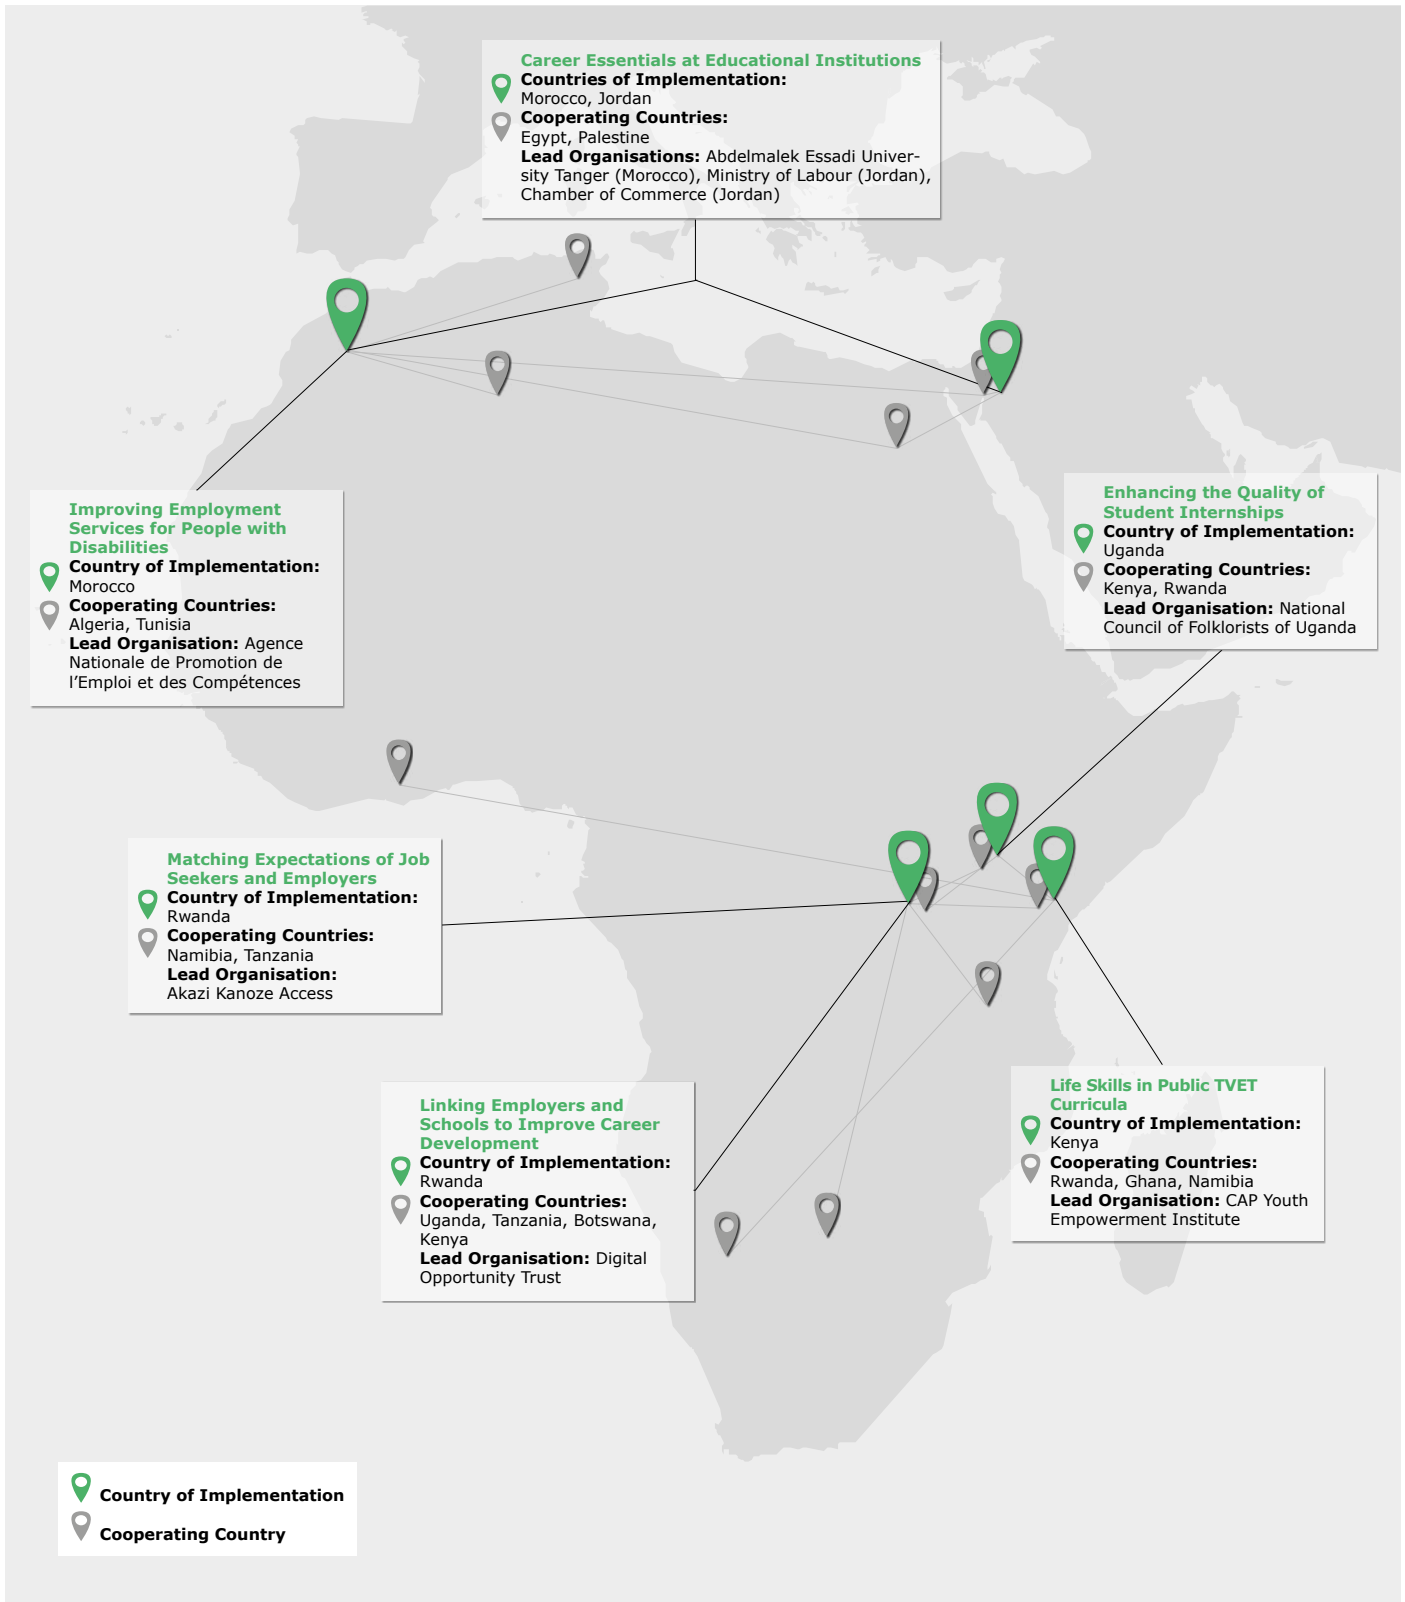 Career Essentials at Educational Institutions
Countries of Implementation:
Morocco, Jordan
Cooperating Countries:
Egypt, Palestine
Lead Organisations: Abdelmalek Essadi Univer-
sity Tanger (Morocco), Ministry of Labour (Jordan),
Chamber of Commerce (Jordan)
Improving Employment
Services for People with
Disabilities
Country of Implementation:
Morocco
Cooperating Countries:
Algeria, Tunisia
Lead Organisation: Agence
Nationale de Promotion de
l’Emploi et des Compétences
Enhancing the Quality of
Student Internships
Country of Implementation:
Uganda
Cooperating Countries:
Kenya, Rwanda
Lead Organisation: National
Council of Folklorists of Uganda
Matching Expectations of Job
Seekers and Employers
Country of Implementation:
Rwanda
Cooperating Countries:
Namibia, Tanzania
Lead Organisation:
Akazi Kanoze Access
Linking Employers and
Schools to Improve Career
Development
Country of Implementation:
Rwanda
Cooperating Countries:
Uganda, Tanzania, Botswana,
Kenya
Lead Organisation: Digital
Opportunity Trust
Life Skills in Public TVET
Curricula
Country of Implementation:
Kenya
Cooperating Countries:
Rwanda, Ghana, Namibia
Lead Organisation: CAP Youth
Empowerment Institute
Country of Implementation
Cooperating Country